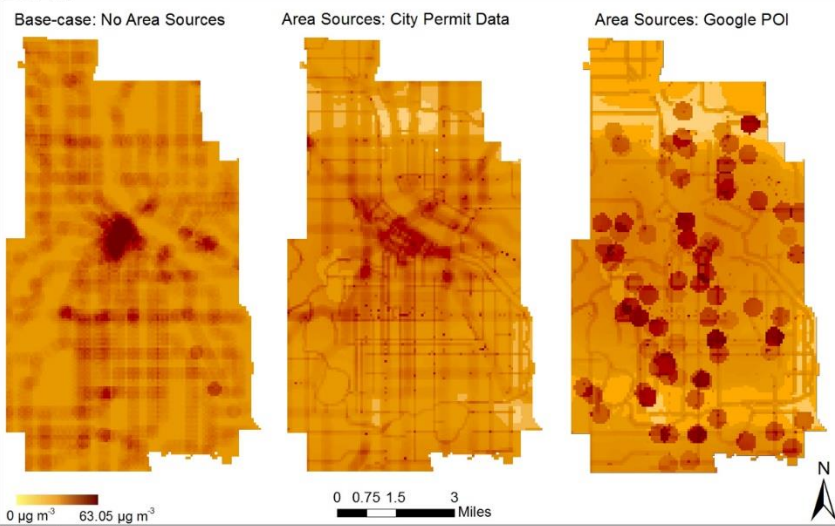 Base-case: No Area Sources
Area Sources: City Permit Data
Area Sources: Google POI
0 µg m⁻³
63.05 µg m⁻³
0 0.75 1.5 3
Miles
N